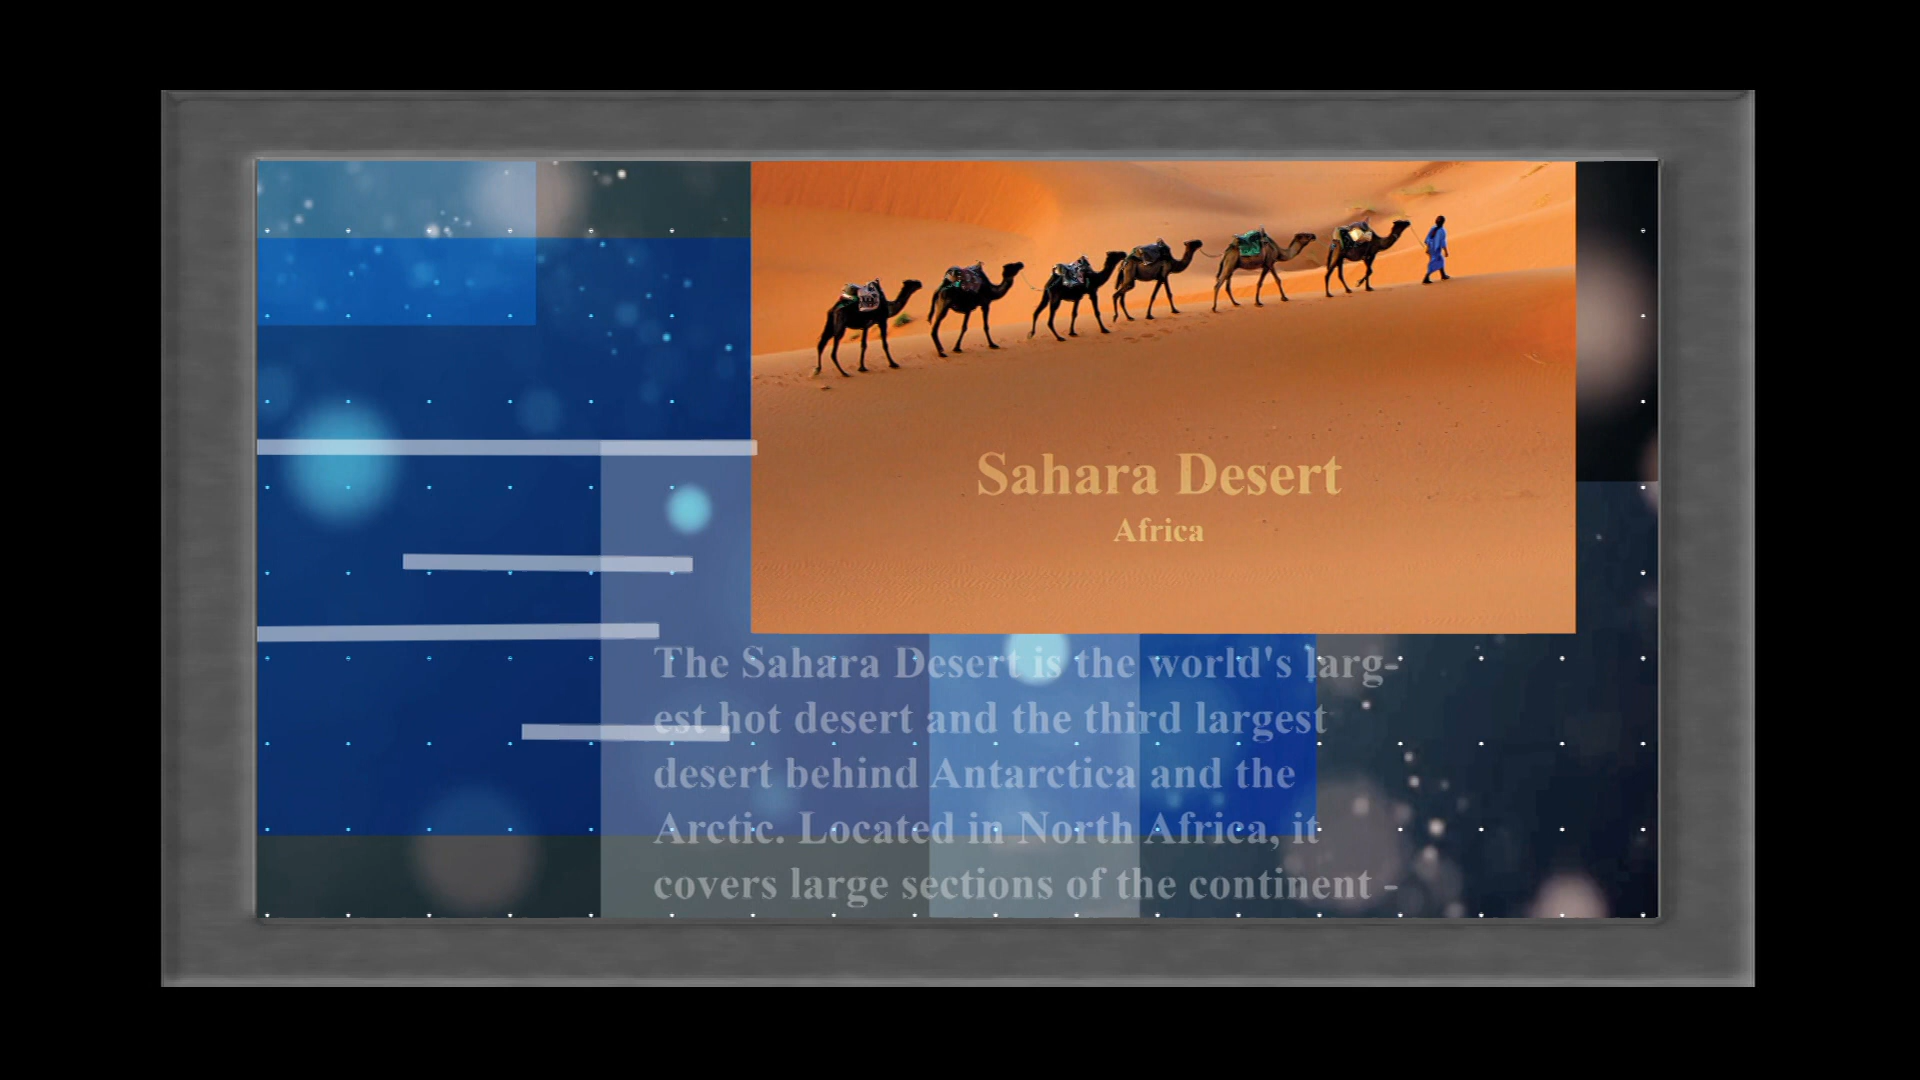 Sahara Desert
Africa
The Sahara Desert is the world's larg-
est hot desert and the third largest
desert behind Antarctica and the
Arctic. Located in North Africa, it
covers large sections of the continent -